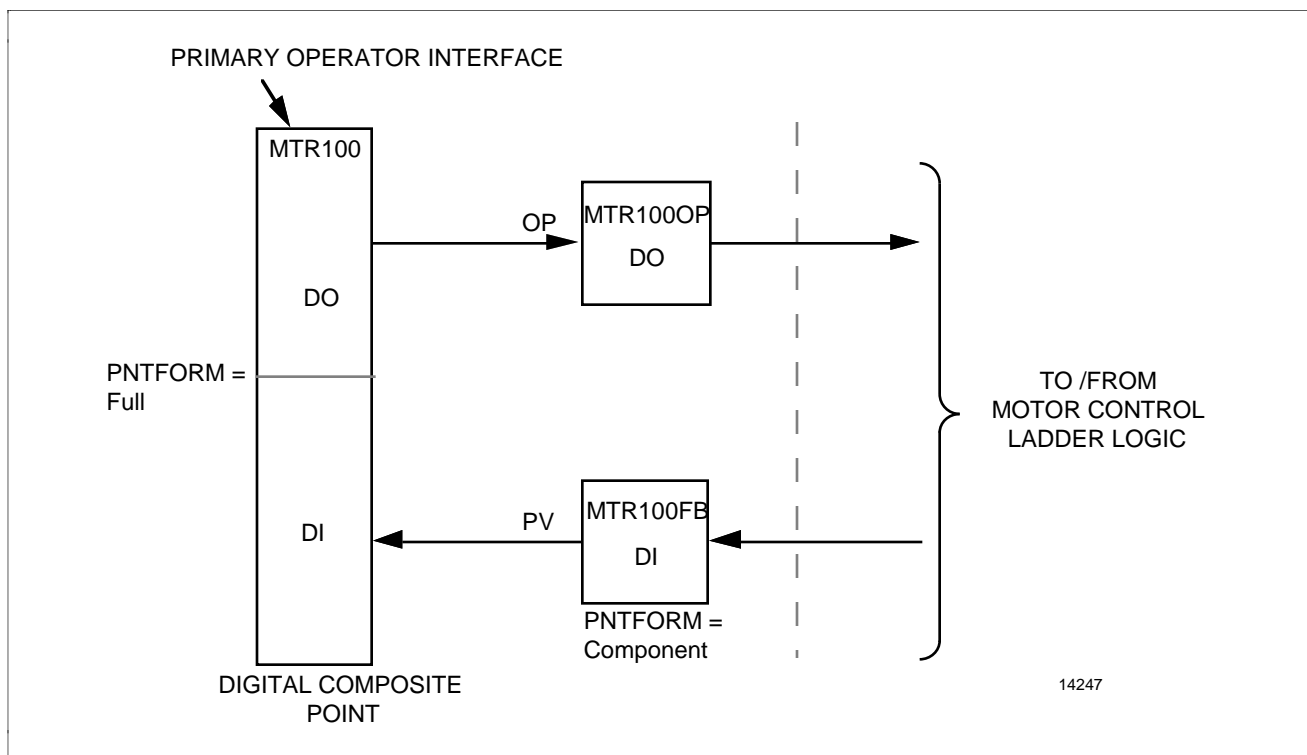 PRIMARY OPERATOR INTERFACE
MTR100
OP
MTR100OP
DO
DO
PNTFORM =
Full
TO /FROM
MOTOR CONTROL
LADDER LOGIC
DI
PV
MTR100FB
DI
PNTFORM =
Component
DIGITAL COMPOSITE
POINT
14247